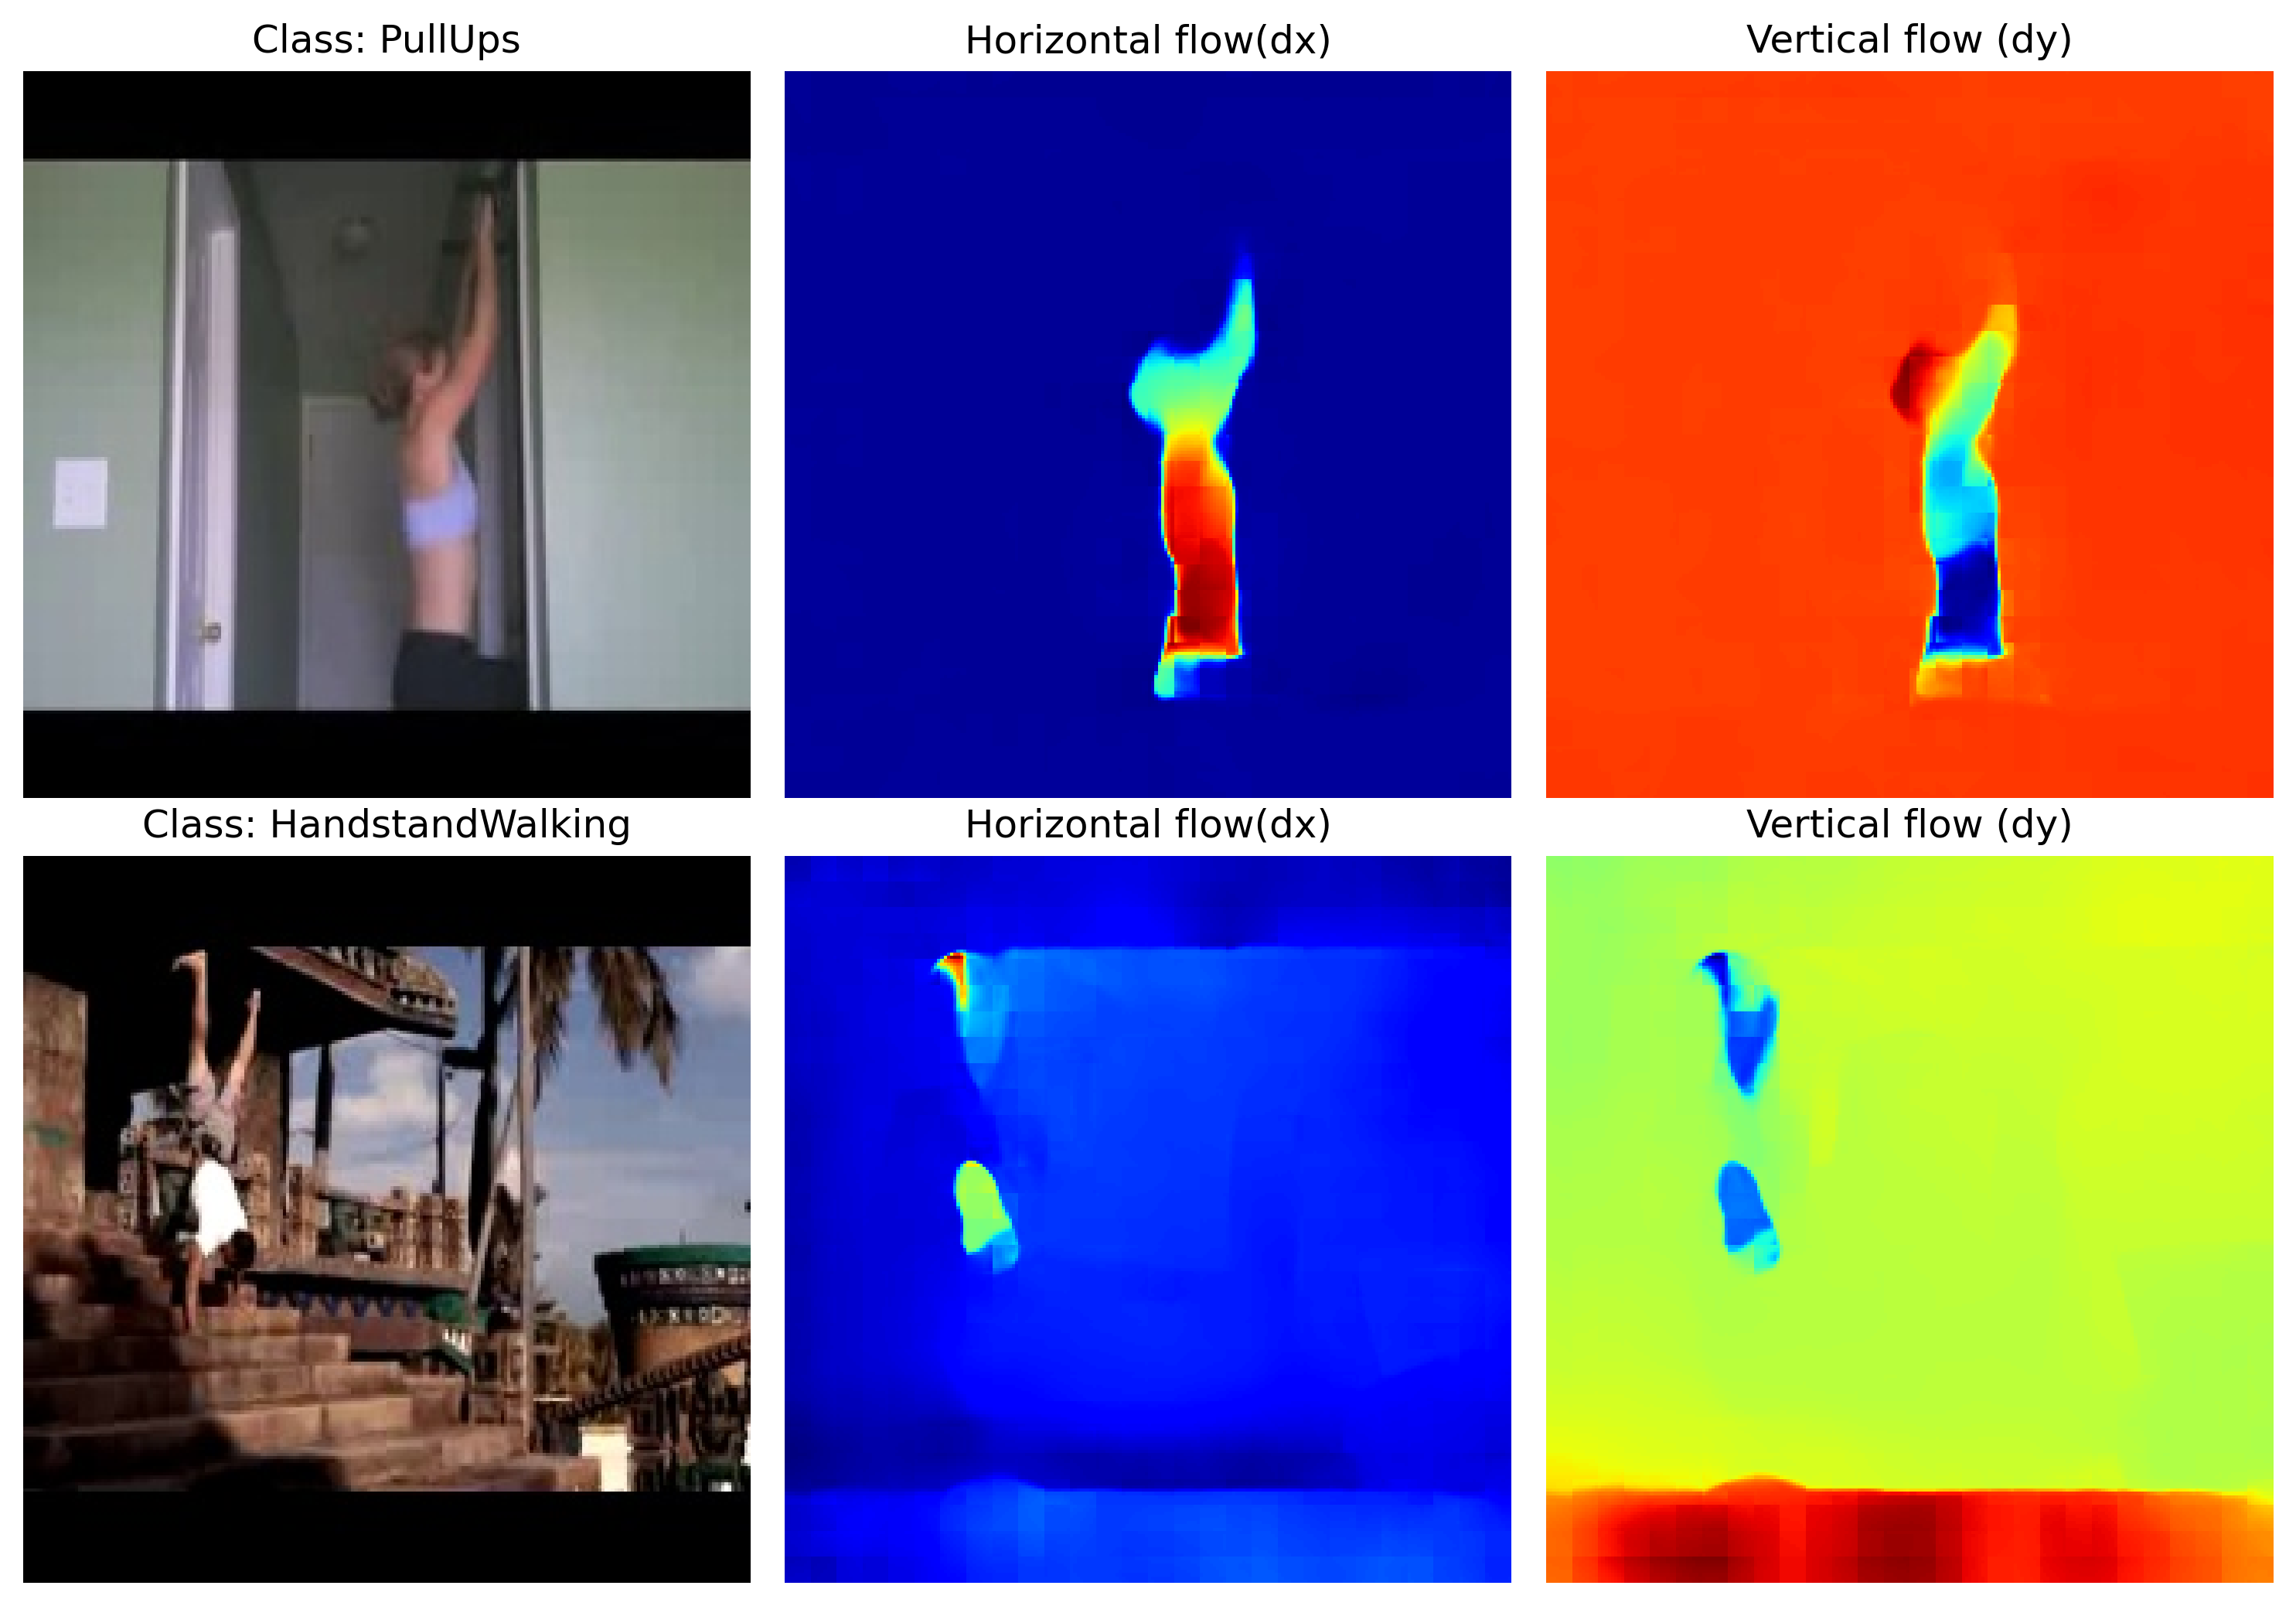 Class: PullUps
Horizontal flow(dx)
Vertical flow (dy)
Class: HandstandWalking
Horizontal flow(dx)
Vertical flow (dy)